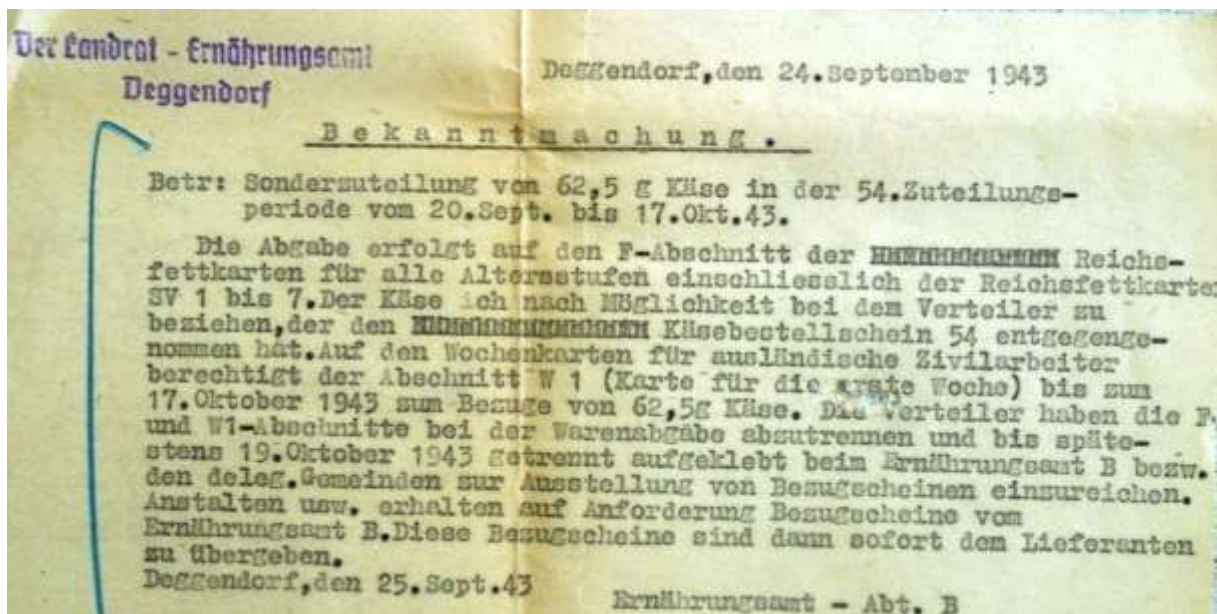 Der Landrat - Ernährungsamt
Deggendorf
Deggendorf,den 24.September 1943
Bekanntmachung.
Betr: Sonderzuteilung von 62,5 g Käse in der 54.Zuteilungs-
periode vom 20.Sept. bis 17.Okt.43.
Die Abgabe erfolgt auf den F-Abschnitt der Reichs-
fettkarten für alle Altersstufen einschliesslich der Reichsfettkarten
SV 1 bis 7.Der Käse ich nach Möglichkeit bei dem Verteiler zu
beziehen,der den Käsebestellschein 54 entgegenge-
nommen hat.Auf den Wochenkarten für ausländische Zivilarbeiter
berechtigt der Abschnitt W 1 (Karte für die erste Woche) bis zum
17.Oktober 1943 zum Bezuge von 62,5g Käse. Die Verteiler haben die F-
und W1-Abschnitte bei der Warenabgabe abzutrennen und bis späte-
stens 19.Oktober 1943 getrennt aufgeklebt beim Ernährungsamt B bezw.
den deleg.Gemeinden zur Ausstellung von Bezugscheinen einzureichen.
Anstalten usw. erhalten auf Anforderung Bezugscheine vom
Ernährungsamt B.Diese Bezugscheine sind dann sofort dem Lieferanten
zu übergeben.
Deggendorf,den 25.Sept.43
Ernährungsamt - Abt. B